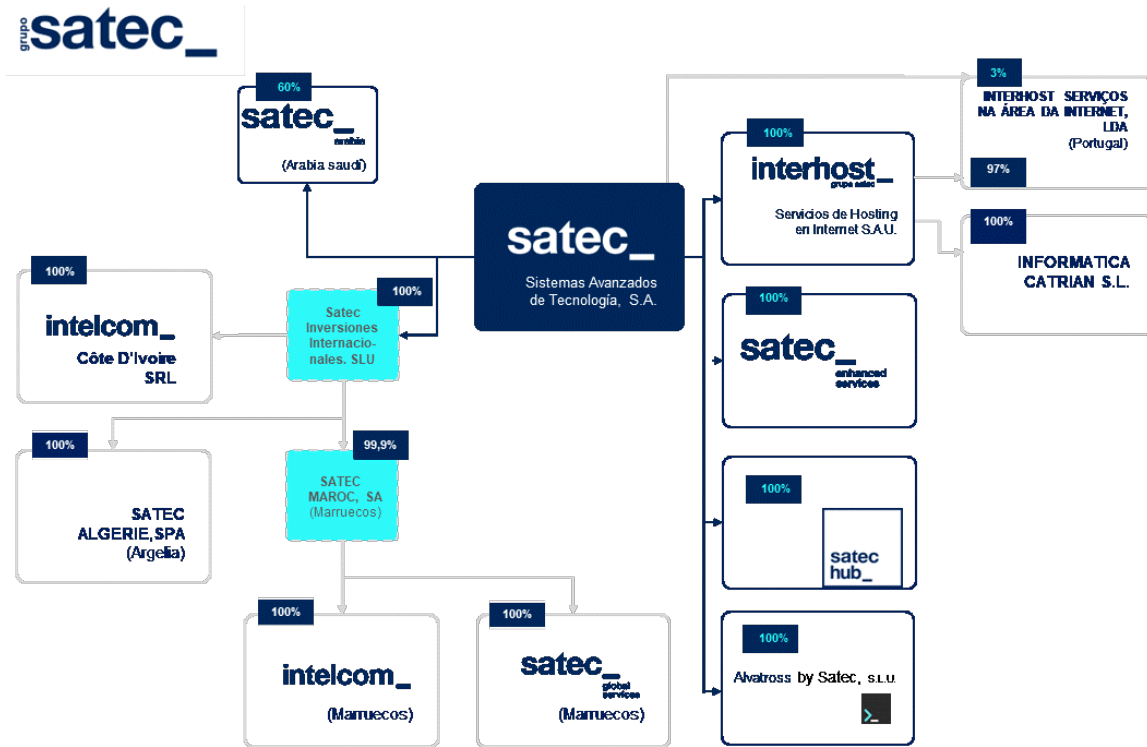 grupo
satec_
60%
satec_
arabia
(Arabia saudí)
satec_
Sistemas Avanzados
de Tecnología, S.A.
100%
interhost_
grupo satec
Servicios de Hosting
en Internet S.A.U.
3%
INTERHOST SERVIÇOS
NA ÁREA DA INTERNET,
LDA
(Portugal)
97%
100%
INFORMATICA
CATRIAN S.L.
100%
intelcom_
Côte D'Ivoire
SRL
100%
Satec
Inversiones
Internacio-
nales. SLU
100%
satec_
enhanced
services
100%
SATEC
ALGERIE,SPA
(Argelia)
99,9%
SATEC
MAROC, SA
(Marruecos)
100%
satec
hub_
100%
intelcom_
(Marruecos)
100%
satec_
global
services
(Marruecos)
100%
Alvatross by Satec, S.L.U.
>_